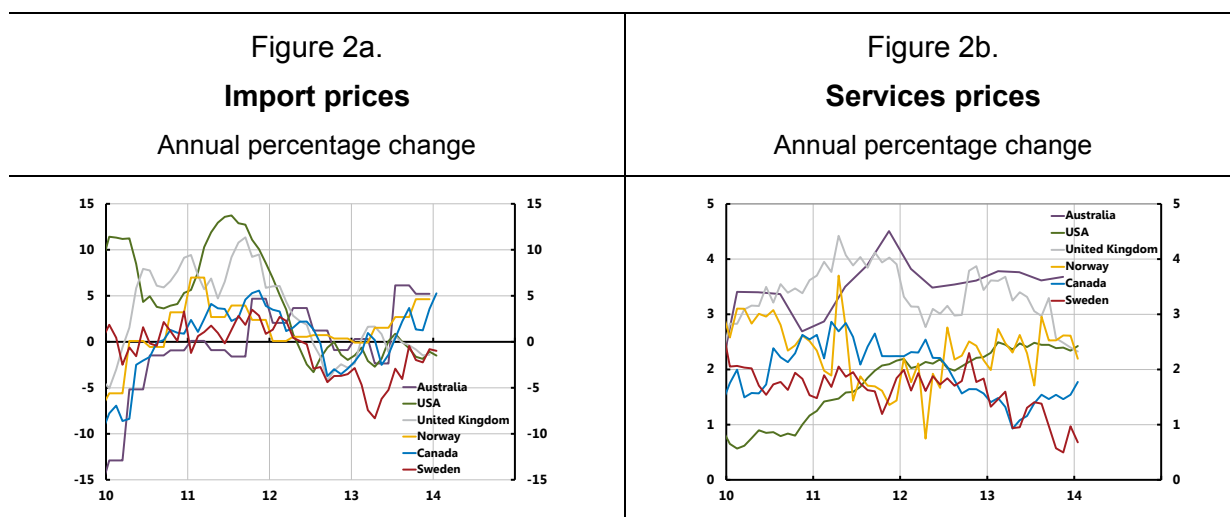 Figure 2a.
Import prices
Annual percentage change
15 15
10 10
5 5
0 0
-5 -5
-10 -10
-15 -15
10 11 12 13 14
Australia
USA
United Kingdom
Norway
Canada
Sweden
Figure 2b.
Services prices
Annual percentage change
5 5
4 4
3 3
2 2
1 1
0 0
10 11 12 13 14
Australia
USA
United Kingdom
Norway
Canada
Sweden